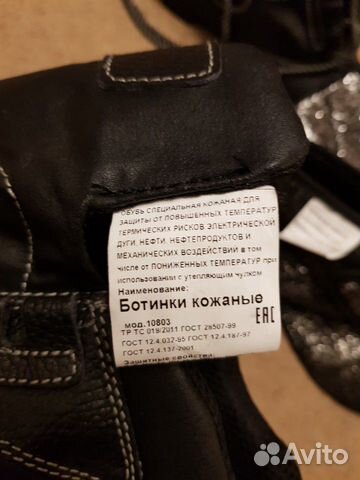 ОБУВЬ СПЕЦИАЛЬНАЯ КОЖАНАЯ ДЛЯ
ЗАЩИТЫ ОТ ПОВЫШЕННЫХ ТЕМПЕРАТУР
ТЕРМИЧЕСКИХ РИСКОВ ЭЛЕКТРИЧЕСКОЙ
ДУГИ, НЕФТИ, НЕФТЕПРОДУКТОВ И
МЕХАНИЧЕСКИХ ВОЗДЕЙСТВИЙ в том
числе от ПОНИЖЕННЫХ ТЕМПЕРАТУР при
использовании с утепляющим чулком
Наименование:
Ботинки кожаные
мод.10803
ТР ТС 019/2011 ГОСТ 28507-99
ГОСТ 12.4.032-95 ГОСТ 12.4.187-97
ГОСТ 12.4.137-2001
EAC
Защитные свойства:
Avito